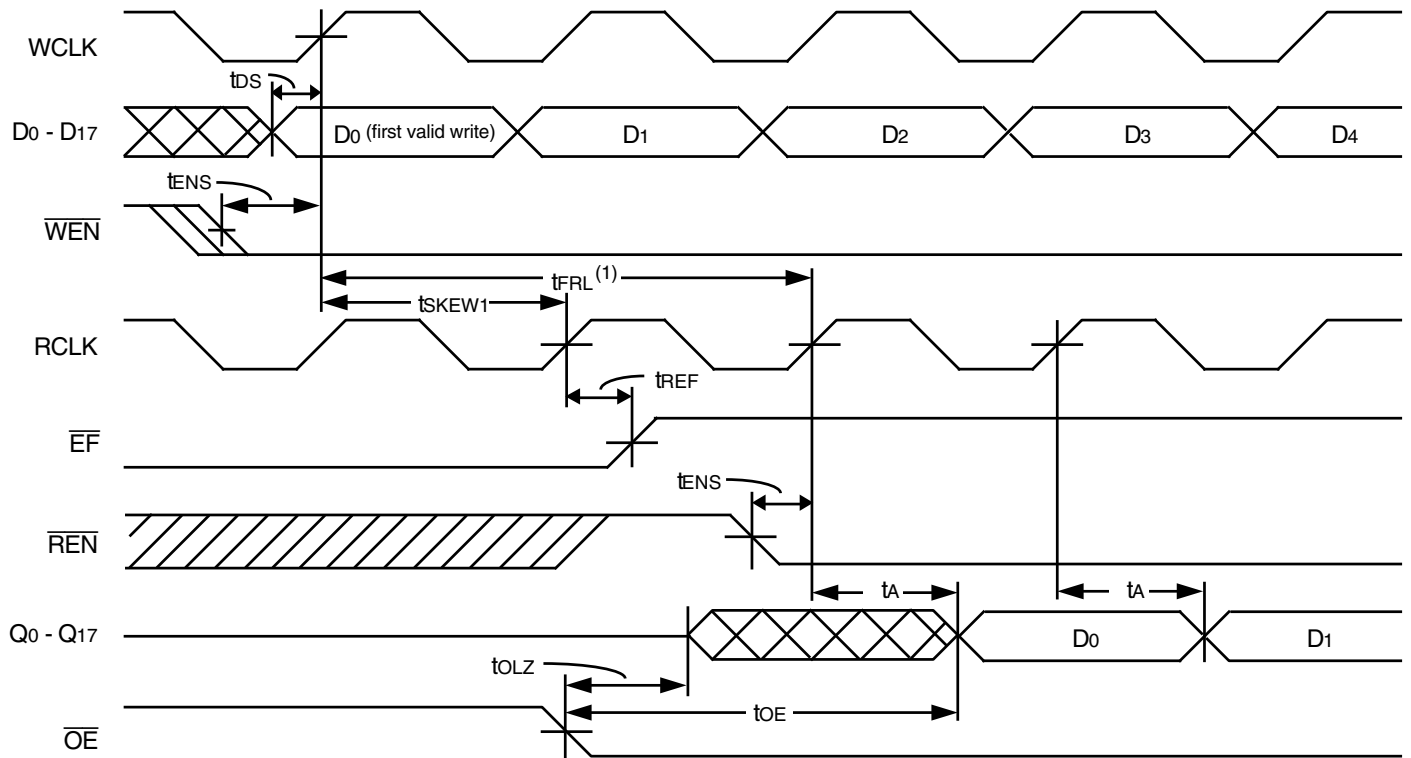 WCLK
tDS
D0 - D17
D0 (first valid write)
D1
D2
D3
D4
tENS
WEN
tFRL(1)
tSKEW1
RCLK
tREF
EF
tENS
REN
tA
tA
Q0 - Q17
D0
D1
tOLZ
tOE
OE